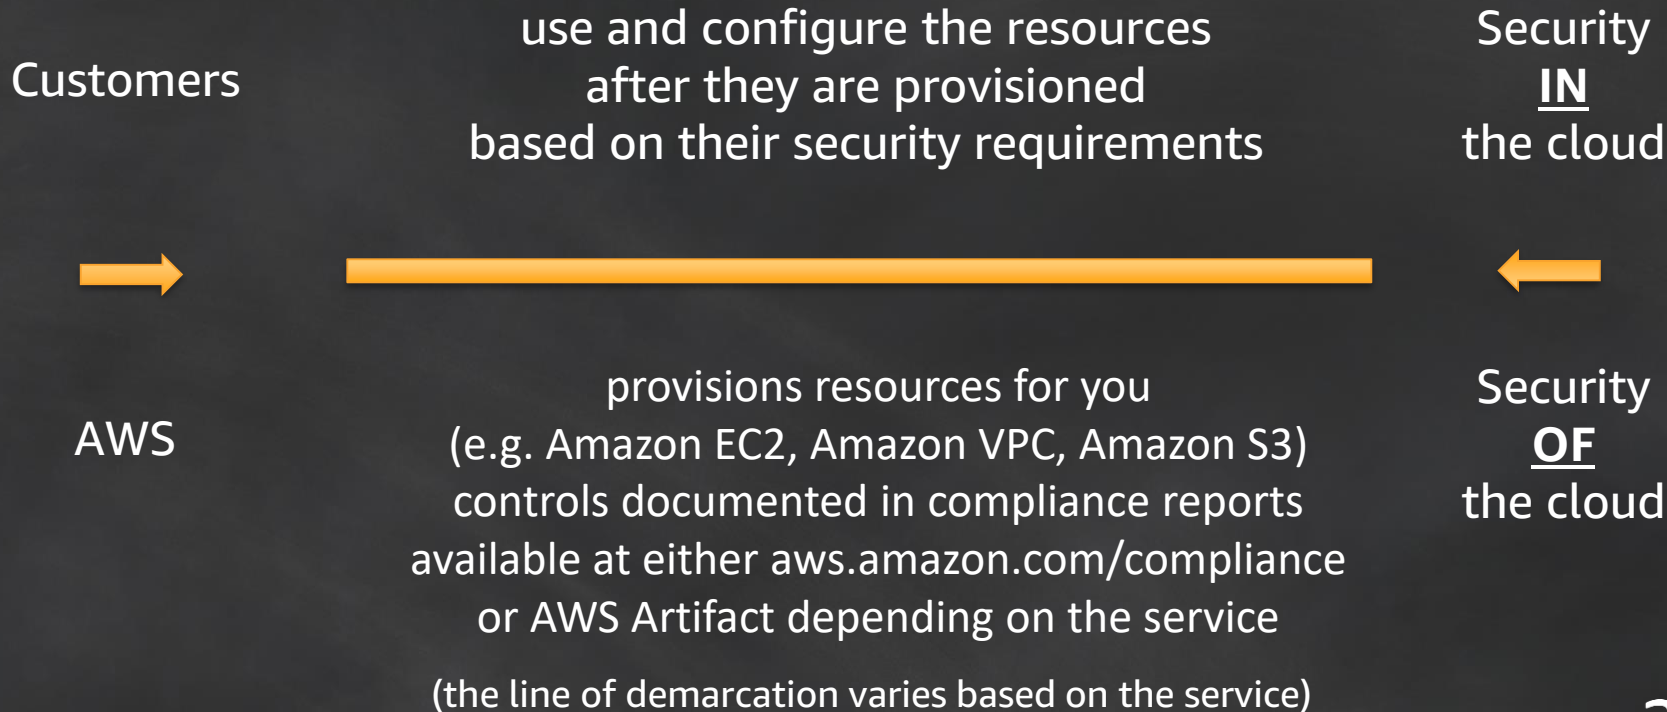 Customers
use and configure the resources
after they are provisioned
based on their security requirements
Security
IN
the cloud
AWS
provisions resources for you
(e.g. Amazon EC2, Amazon VPC, Amazon S3)
controls documented in compliance reports
available at either aws.amazon.com/compliance
or AWS Artifact depending on the service
(the line of demarcation varies based on the service)
Security
OF
the cloud